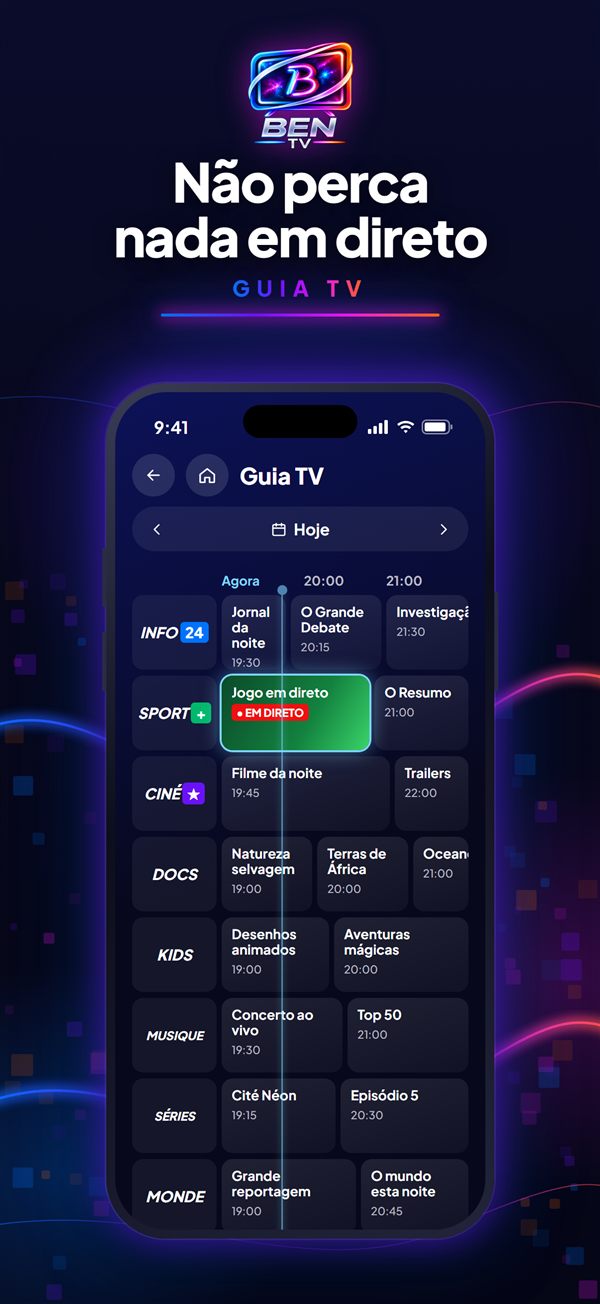 B
BEN
TV
Não perca
nada em direto
GUIA TV
9:41
Guia TV
Hoje
Agora 20:00 21:00
INFO 24
Jornal
da
noite
19:30
O Grande
Debate
20:15
Investigaçã
21:30
SPORT +
Jogo em direto
• EM DIRETO
O Resumo
21:00
CINÉ ★
Filme da noite
19:45
Trailers
22:00
DOCS
Natureza
selvagem
19:00
Terras de
África
20:00
Ocean
21:00
KIDS
Desenhos
animados
19:00
Aventuras
mágicas
20:00
MUSIQUE
Concerto ao
vivo
19:30
Top 50
21:00
SÉRIES
Cité Néon
19:15
Episódio 5
20:30
MONDE
Grande
reportagem
19:00
O mundo
esta noite
20:45